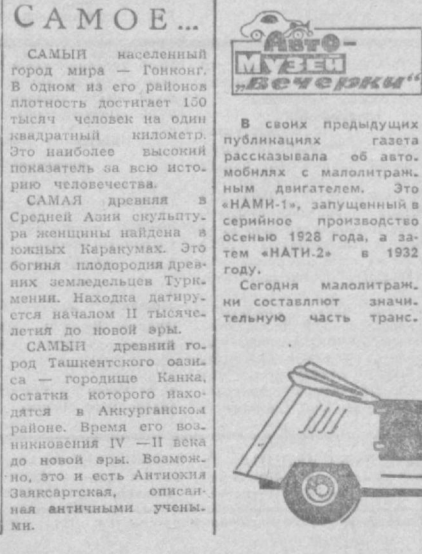 САМОЕ...
САМЫЙ населенный
город мира — Гонконг.
В одном из его районов
плотность достигает 150
тысяч человек на один
квадратный километр.
Это наиболее высокий
показатель за всю исто-
рию человечества.
САМАЯ древняя в
Средней Азии скульпту-
ра женщины найдена в
южных Каракумах. Это
богиня плодородия древ-
них земледельцев Турк-
мении. Находка датиру-
ется началом II тысяче-
летия до новой эры.
САМЫЙ древний го-
род Ташкентского оази-
са — городище Канка,
остатки которого нахо-
дятся в Аккурганском
районе. Время его воз-
никновения IV —II века
до новой эры. Возмож-
но, это и есть Антиохия
Заяксартская, описан-
ная античными учены-
ми.
АВТО-
МУЗЕЙ
„Вечерки"
В своих предыдущих
публикациях газета
рассказывала об авто-
мобилях с малолитраж-
ным двигателем. Это
«НАМИ-1», запущенный в
серийное производство
осенью 1928 года, а за-
тем «НАТИ-2» в 1932
году.
Сегодня малолитраж-
ки составляют значи-
тельную часть транс-